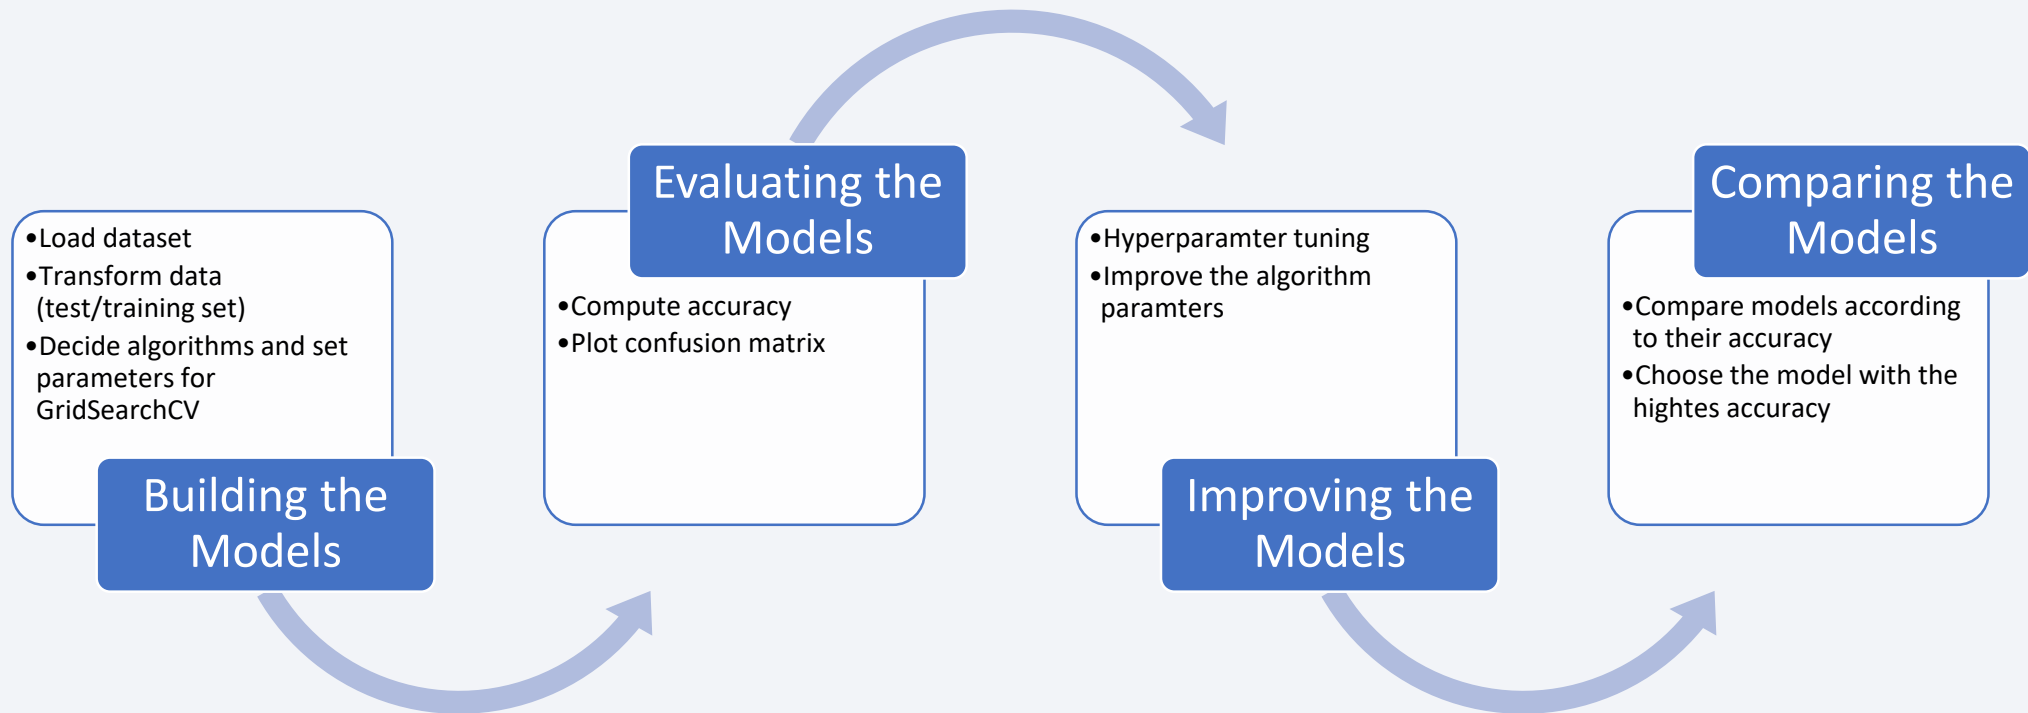 •Load dataset
•Transform data
(test/training set)
•Decide algorithms and set
parameters for
GridSearchCV
Building the
Models
Evaluating the
Models
•Compute accuracy
•Plot confusion matrix
•Hyperparamter tuning
•Improve the algorithm
paramters
Improving the
Models
Comparing the
Models
•Compare models according
to their accuracy
•Choose the model with the
hightes accuracy